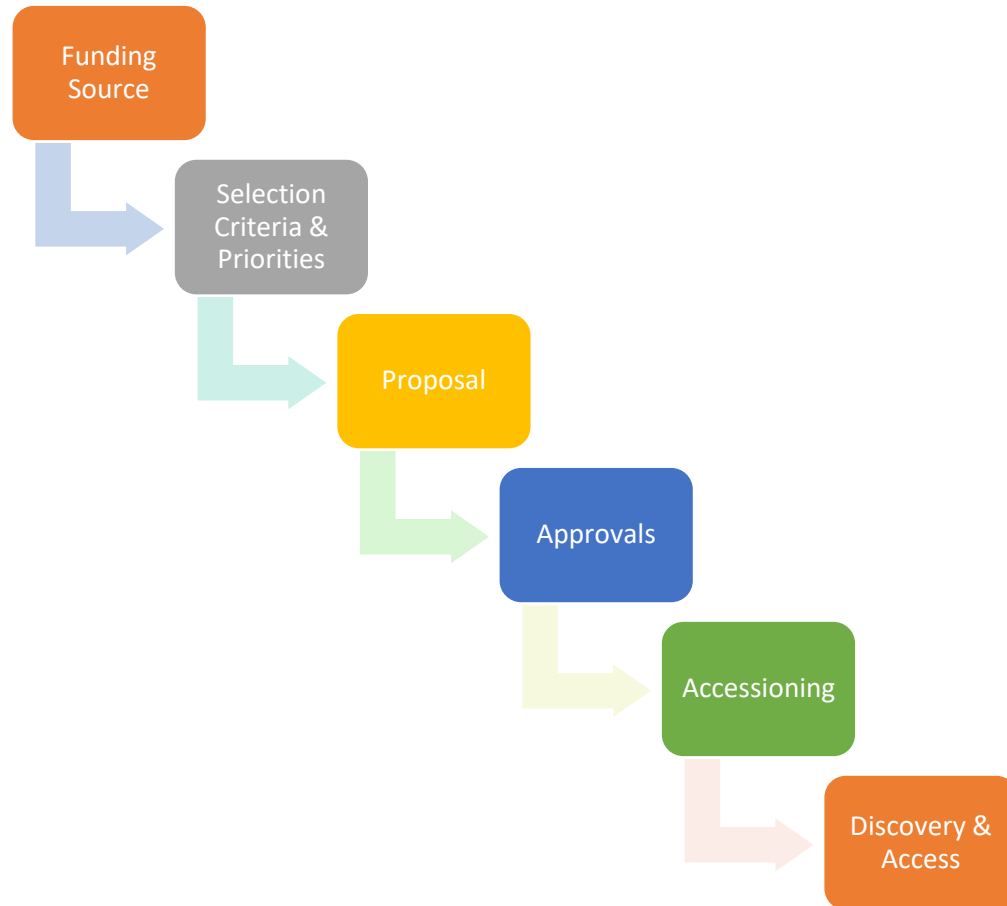 Funding
Source
Selection
Criteria &
Priorities
Proposal
Approvals
Accessioning
Discovery &
Access